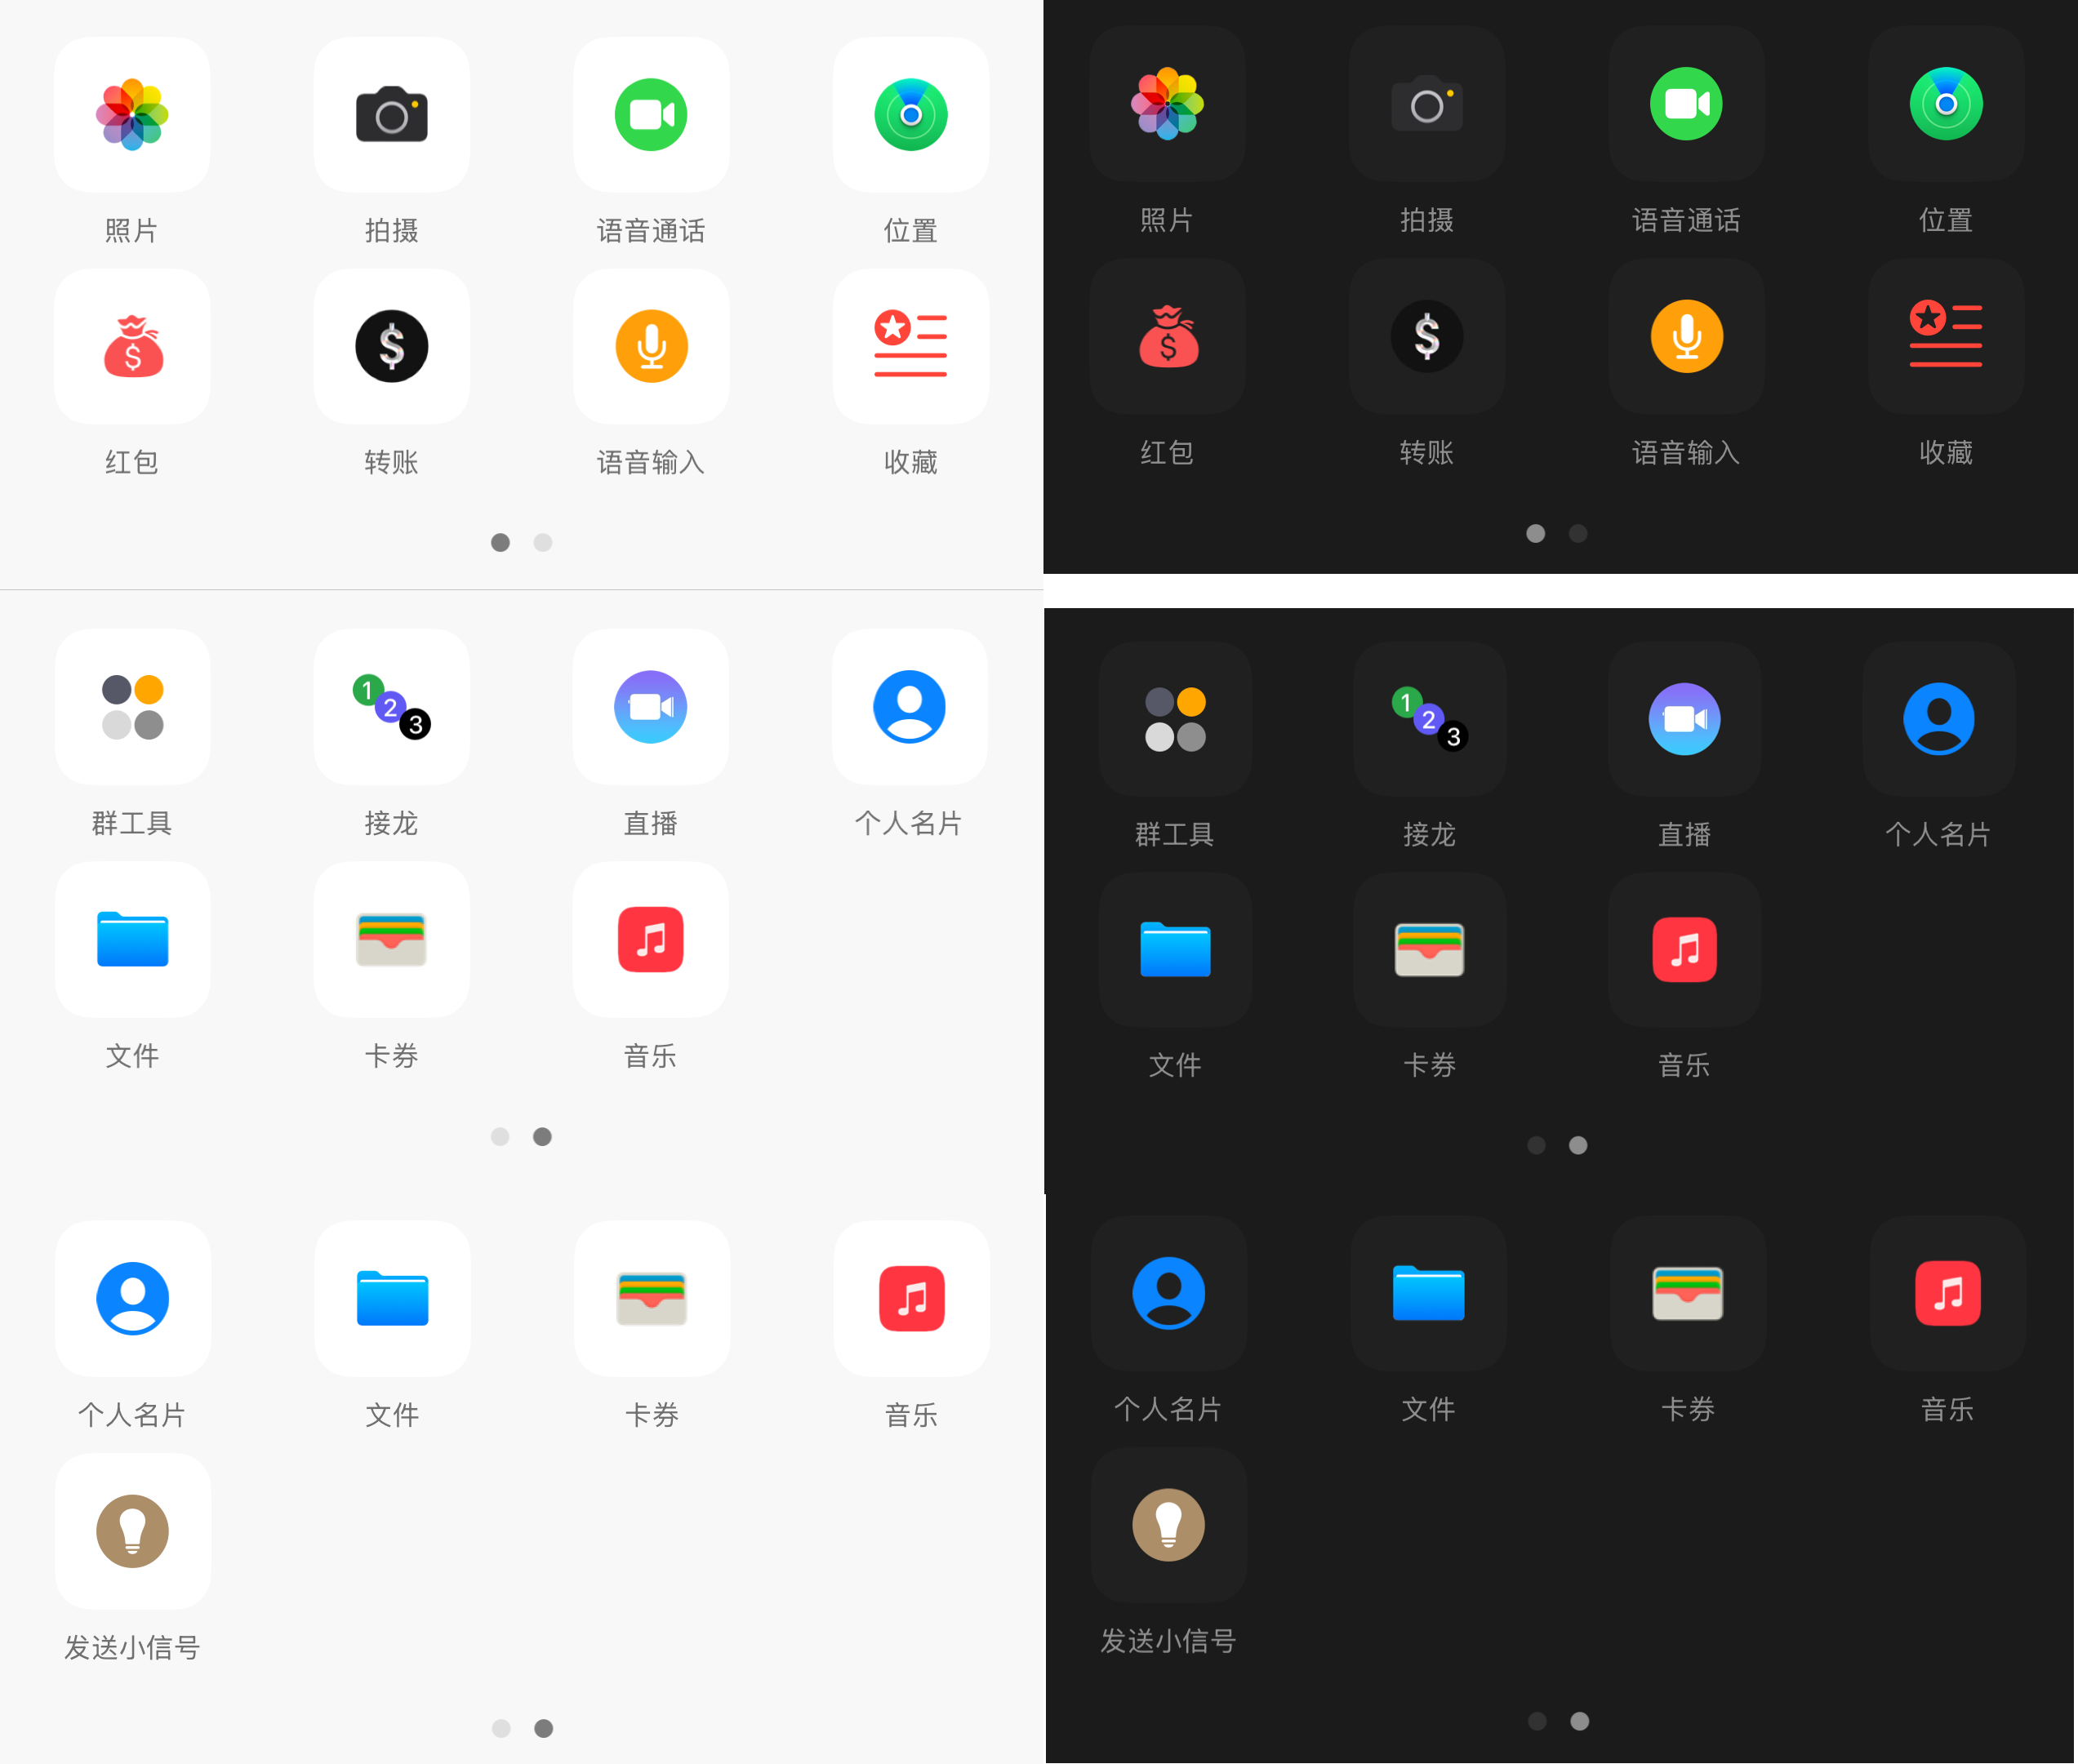 照片 拍摄 语音通话 位置
红包 转账 语音输入 收藏
照片 拍摄 语音通话 位置
红包 转账 语音输入 收藏
1 2 3
群工具 接龙 直播 个人名片
文件 卡券 音乐
1 2 3
群工具 接龙 直播 个人名片
文件 卡券 音乐
个人名片 文件 卡券 音乐
发送小信号
个人名片 文件 卡券 音乐
发送小信号